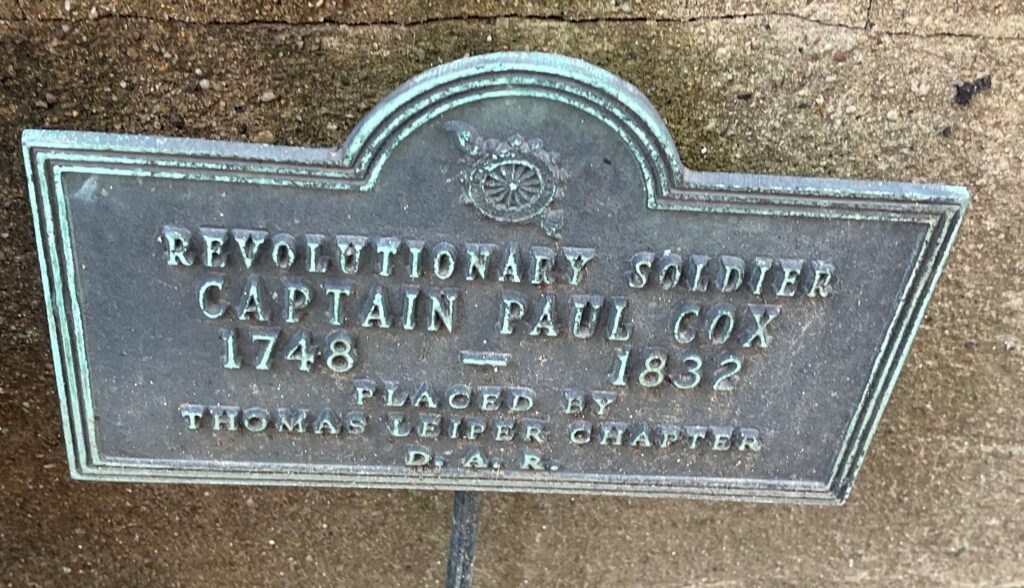 REVOLUTIONARY SOLDIER
CAPTAIN PAUL COX
1748 – 1832
PLACED BY
THOMAS LEIPER CHAPTER
D. A. R.